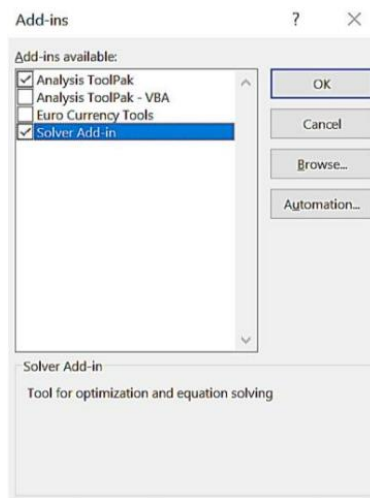 Add-ins ? ×
Add-ins available:
Analysis ToolPak
Analysis ToolPak - VBA
Euro Currency Tools
Solver Add-in
OK
Cancel
Browse...
Automation...
Solver Add-in
Tool for optimization and equation solving